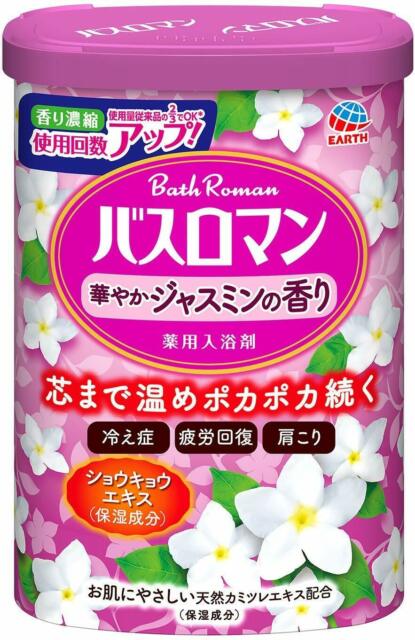 香り濃縮
使用量従来品の2/3でOK*
使用回数アップ!
EARTH
Bath Roman
バスロマン
華やかジャスミンの香り
薬用入浴剤
芯まで温めポカポカ続く
冷え症 疲労回復 肩こり
ショウキョウ
エキス
(保湿成分)
お肌にやさしい天然カミツレエキス配合
(保湿成分)